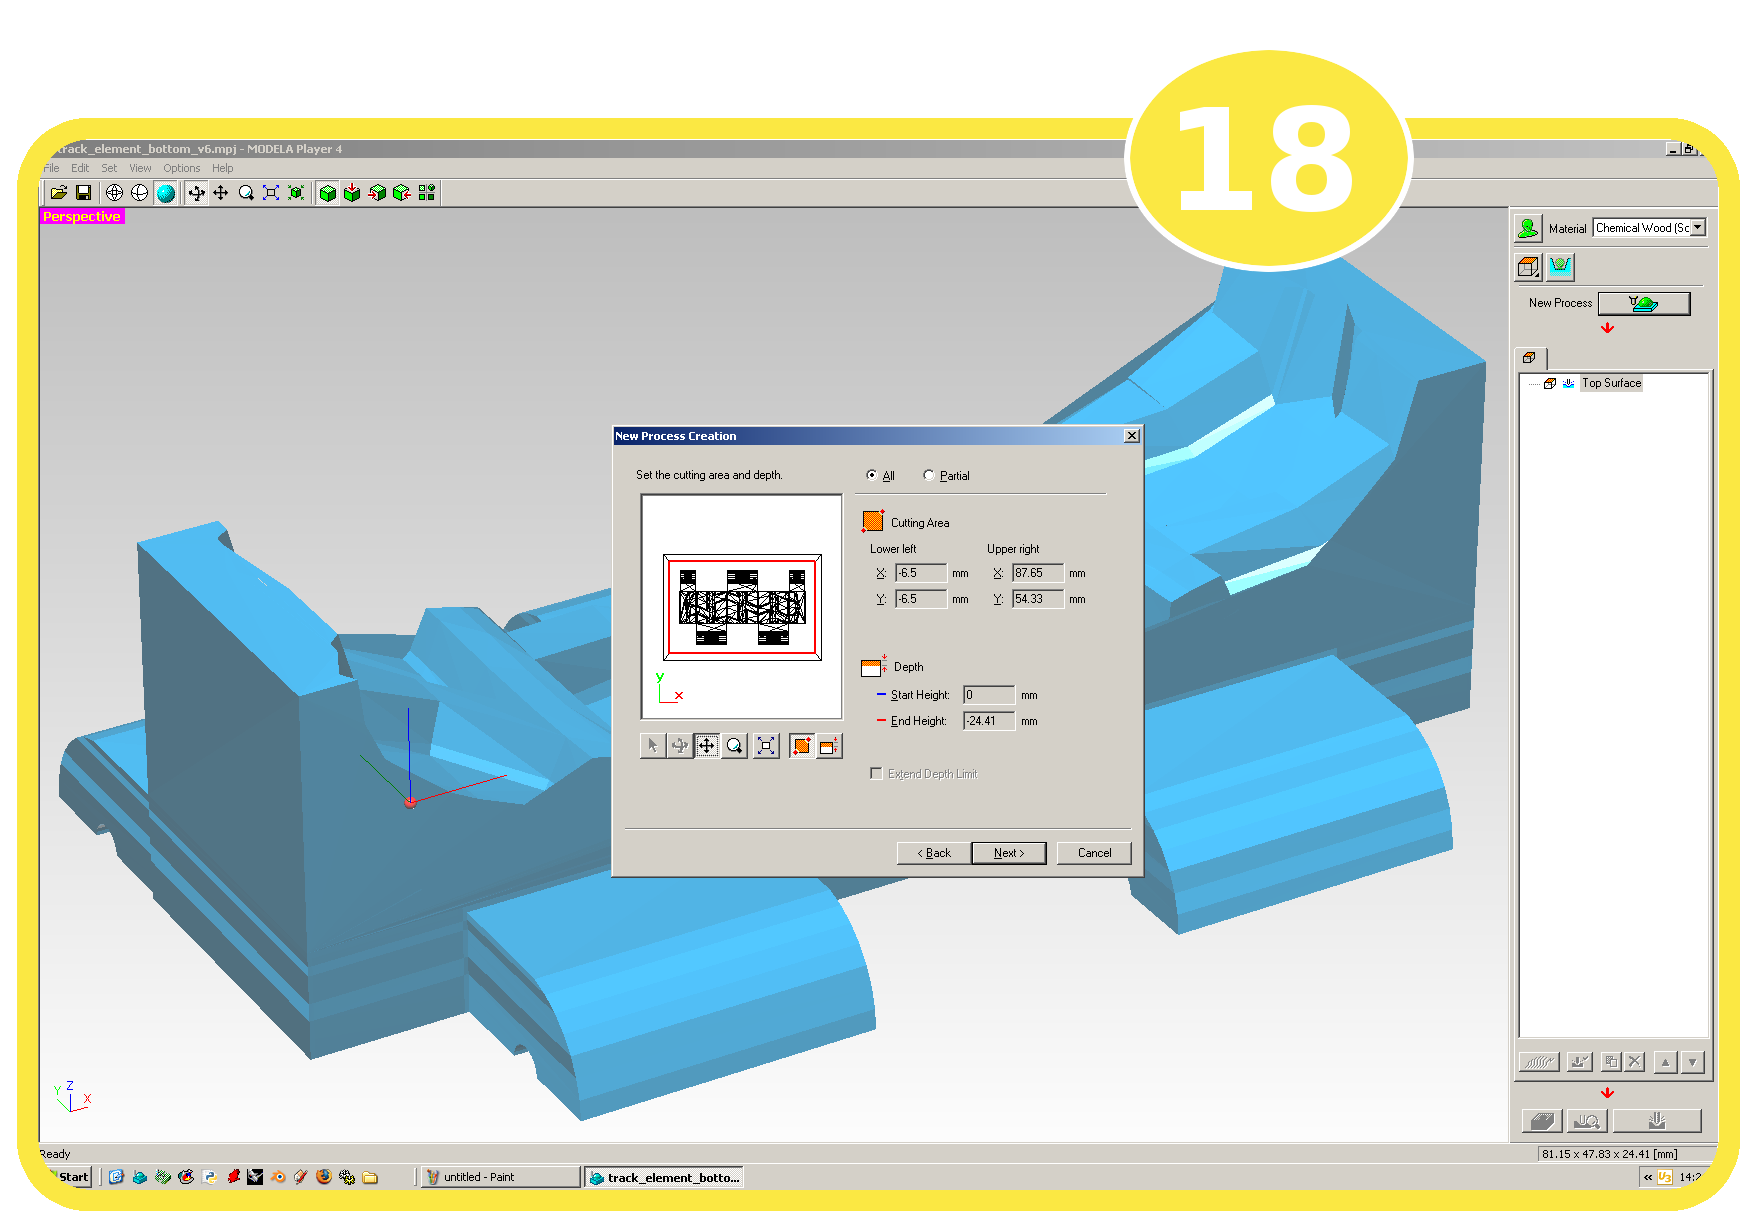 18
track_element_bottom_v6.mpj - MODELA Player 4
File Edit Set View Options Help
Perspective
Material Chemical Wood (Sc
New Process
Top Surface
New Process Creation
Set the cutting area and depth.
All Partial
Cutting Area
Lower left Upper right
X: -6.5 mm X: 87.65 mm
Y: -6.5 mm Y: 54.33 mm
y
x
Depth
Start Height: 0 mm
End Height: -24.41 mm
Extend Depth Limit
< Back Next > Cancel
Y Z X
Ready
81.15 x 47.83 x 24.41 [mm]
Start untitled - Paint track_element_botto... « 14:2